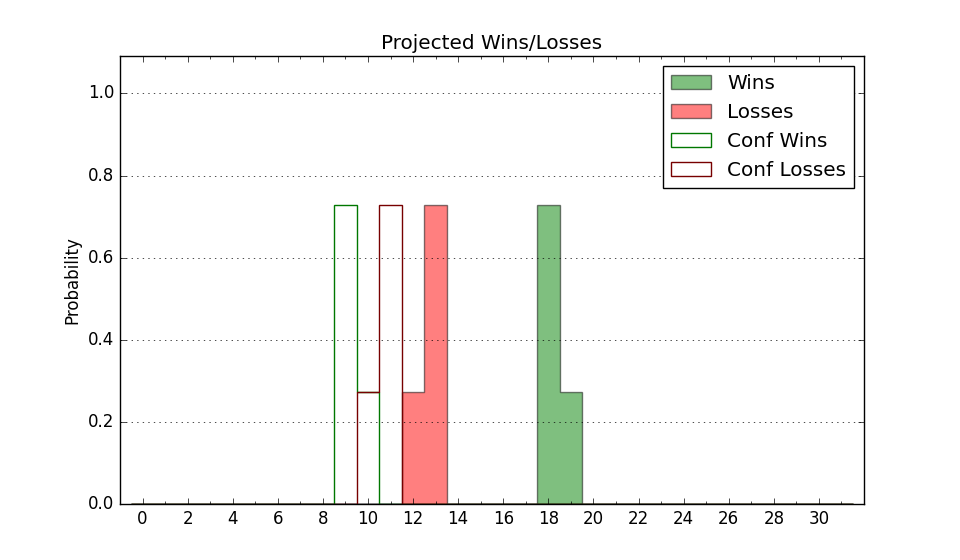 Projected Wins/Losses
Wins
Losses
Conf Wins
Conf Losses
Probability
1.0
0.8
0.6
0.4
0.2
0.0
0 2 4 6 8 10 12 14 16 18 20 22 24 26 28 30